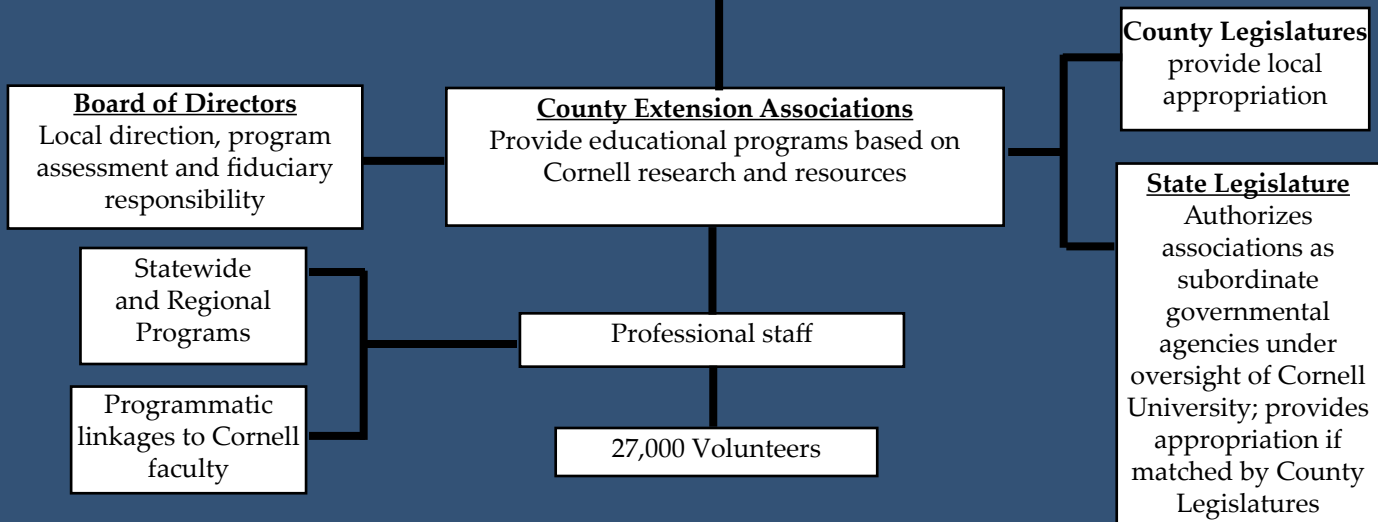 Board of Directors
Local direction, program
assessment and fiduciary
responsibility
County Extension Associations
Provide educational programs based on
Cornell research and resources
County Legislatures
provide local
appropriation
State Legislature
Authorizes
associations as
subordinate
governmental
agencies under
oversight of Cornell
University; provides
appropriation if
matched by County
Legislatures
Statewide
and Regional
Programs
Professional staff
Programmatic
linkages to Cornell
faculty
27,000 Volunteers